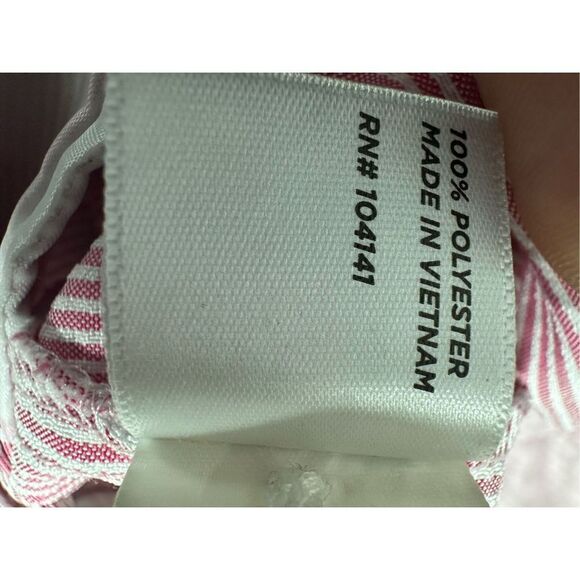 100% POLYESTER
MADE IN VIETNAM
RN# 104141